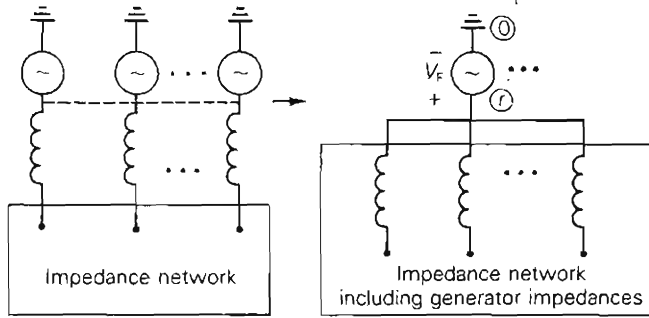 0
~
~
~
~
V̄F
+
r
Impedance network
Impedance network
including generator impedances